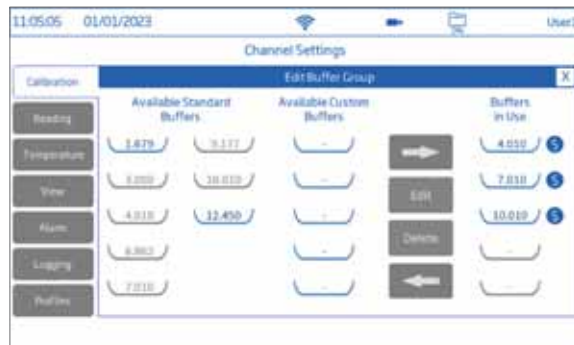 11:05:05 01/01/2023 User1
Channel Settings
Calibration Edit Buffer Group X
Available Standard Buffers Available Custom Buffers Buffers in Use
Reading 1.679 9.177 - 4.010 S
Temperature 3.000 10.010 - Edit 7.010 S
View 4.010 12.450 - 10.010 S
Alarm 6.862 - Delete -
Logging 7.010 - -
Profiles